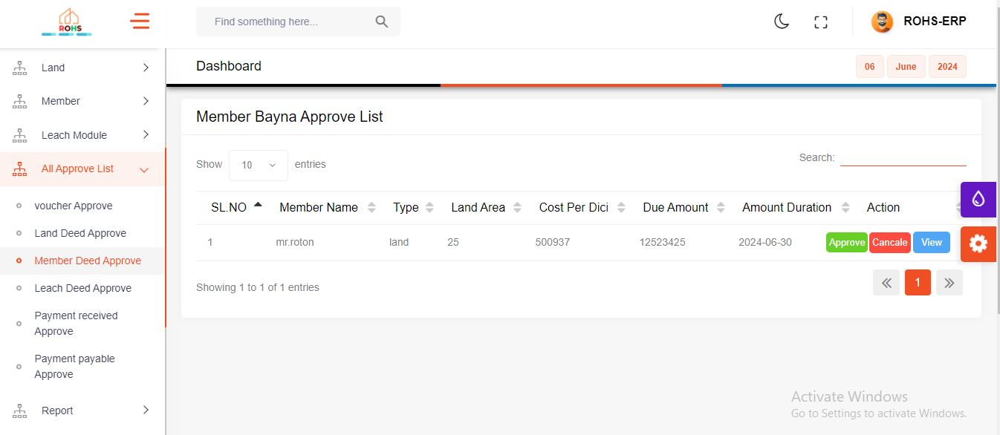 ROHS
Find something here...
ROHS-ERP
Land
Member
Leach Module
All Approve List
voucher Approve
Land Deed Approve
Member Deed Approve
Leach Deed Approve
Payment received
Approve
Payment payable
Approve
Report
Dashboard
06 June 2024
Member Bayna Approve List
Show 10 entries
Search:
SL.NO Member Name Type Land Area Cost Per Dici Due Amount Amount Duration Action
1 mr.roton land 25 500937 12523425 2024-06-30 Approve Cancale View
Showing 1 to 1 of 1 entries
« 1 »
Activate Windows
Go to Settings to activate Windows.